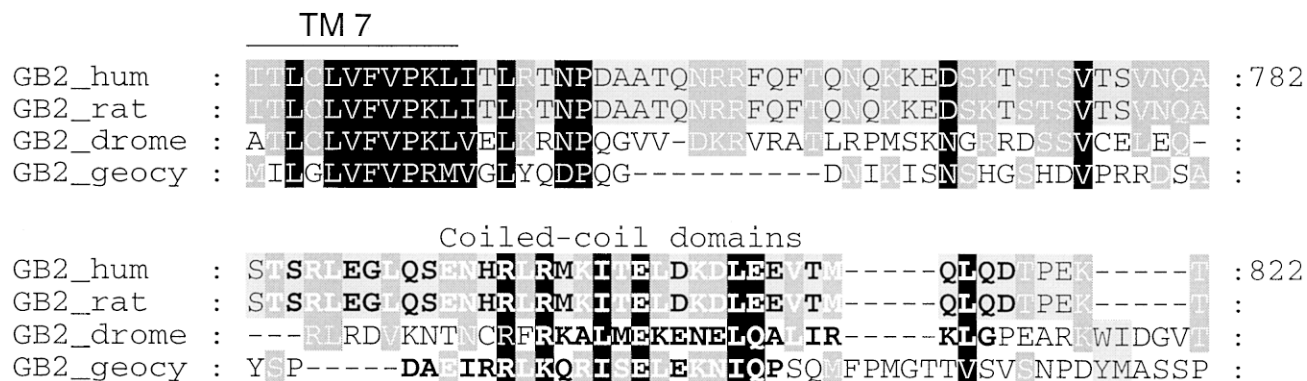 TM 7
GB2_hum : ITLCLVFVPKLITLRTNPDAATQNRRFQFTQNQKKEDSKTSTSVTSVNQA :782
GB2_rat : ITLCLVFVPKLITLRTNPDAATQNRRFQFTQNQKKEDSKTSTSVTSVNQA :
GB2_drome : ATLCLVFVPKLVELKRNPQGVV-DKRVRATLRPMSKNGRRDSSVCELEQ- :
GB2_geocy : MILGLVFVPRMVGLYQDPQG----------DNIKISNSHGSHDVPRRDSA :
Coiled-coil domains
GB2_hum : STSRLEGLQSENHRLRMKITELDKDLEEVTM-----QLQDTPEK-----T :822
GB2_rat : STSRLEGLQSENHRLRMKITELDKDLEEVTM-----QLQDTPEK-----T :
GB2_drome : ---RLRDVKNTNCRFRKALMEKENELQALIR-----KLGPEARKWIDGVT :
GB2_geocy : YSP-----DAEIRRLKQRISELEKNIQPSQMFPMGTTVSVSNPDYMASSP :